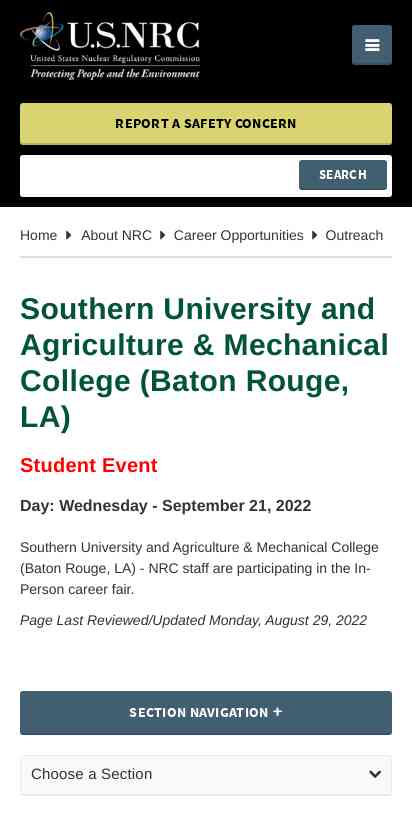 U.S.NRC
United States Nuclear Regulatory Commission
Protecting People and the Environment
REPORT A SAFETY CONCERN
SEARCH
Home About NRC Career Opportunities Outreach
Southern University and
Agriculture & Mechanical
College (Baton Rouge,
LA)
Student Event
Day: Wednesday - September 21, 2022
Southern University and Agriculture & Mechanical College
(Baton Rouge, LA) - NRC staff are participating in the In-
Person career fair.
Page Last Reviewed/Updated Monday, August 29, 2022
SECTION NAVIGATION +
Choose a Section